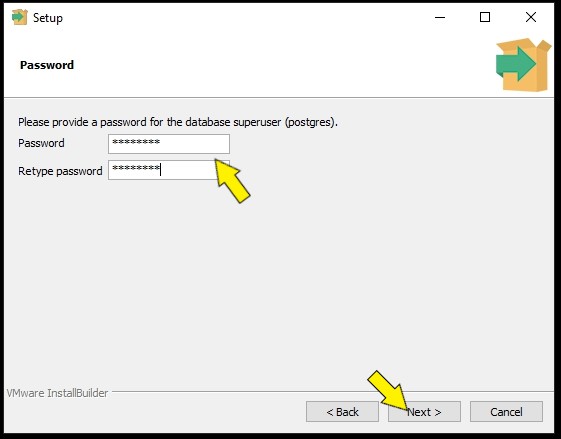 Setup
Password
Please provide a password for the database superuser (postgres).
Password ********
Retype password ********
VMware InstallBuilder
< Back Next > Cancel